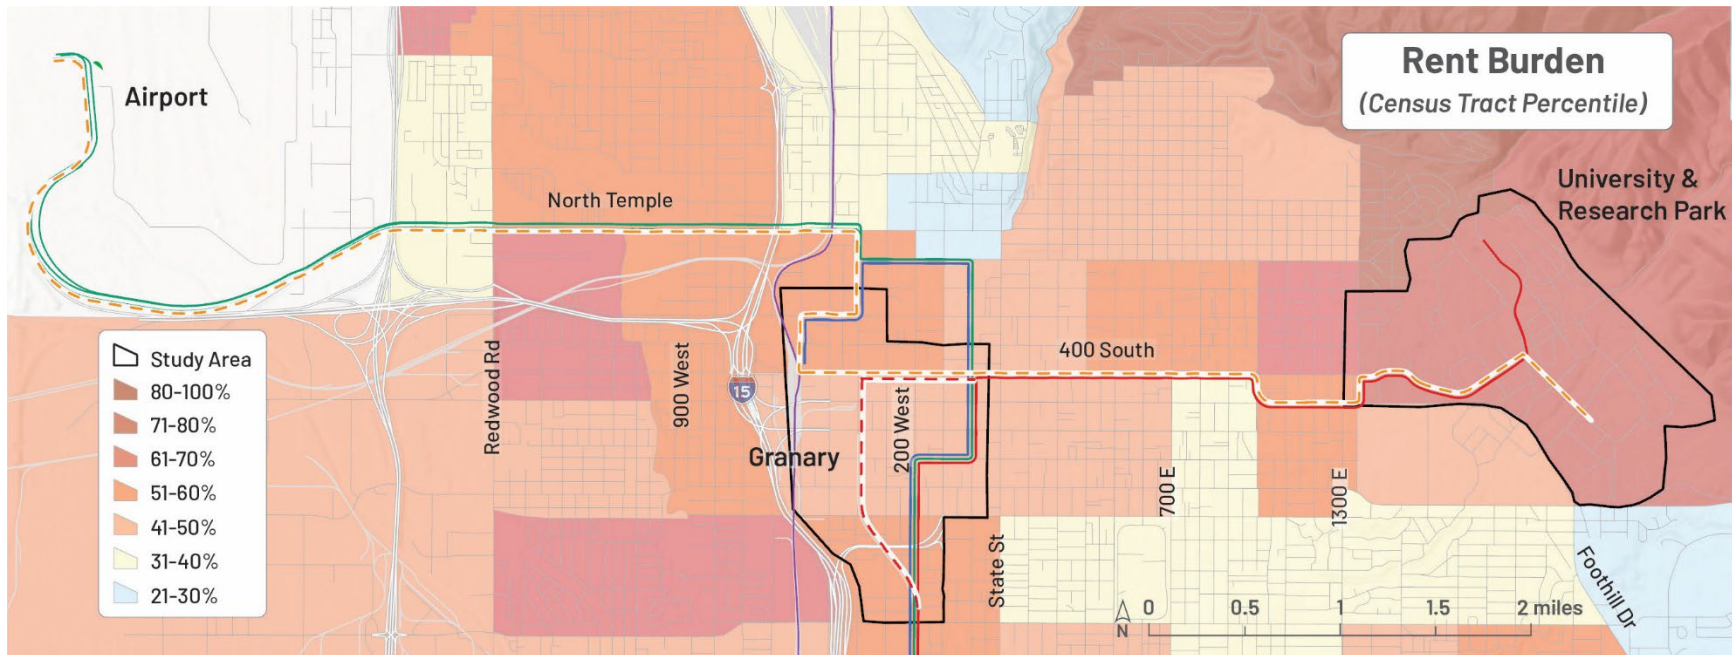 Rent Burden
(Census Tract Percentile)
Airport
University &
Research Park
North Temple
400 South
Redwood Rd
900 West
15
200 West
Granary
700 E
1300 E
State St
Foothill Dr
Study Area
80-100%
71-80%
61-70%
51-60%
41-50%
31-40%
21-30%
0 0.5 1 1.5 2 miles
N